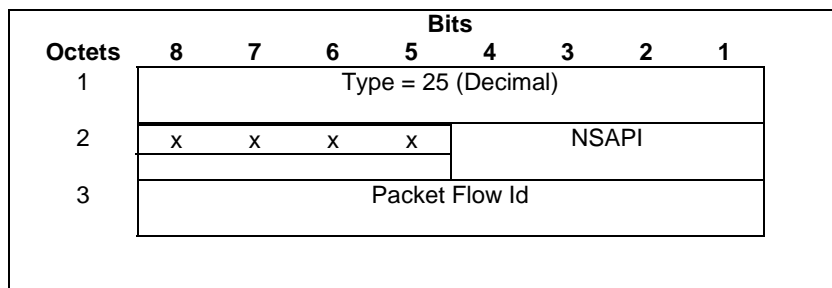 Bits
Octets 8 7 6 5 4 3 2 1
1 Type = 25 (Decimal)
2 x x x x NSAPI
3 Packet Flow Id